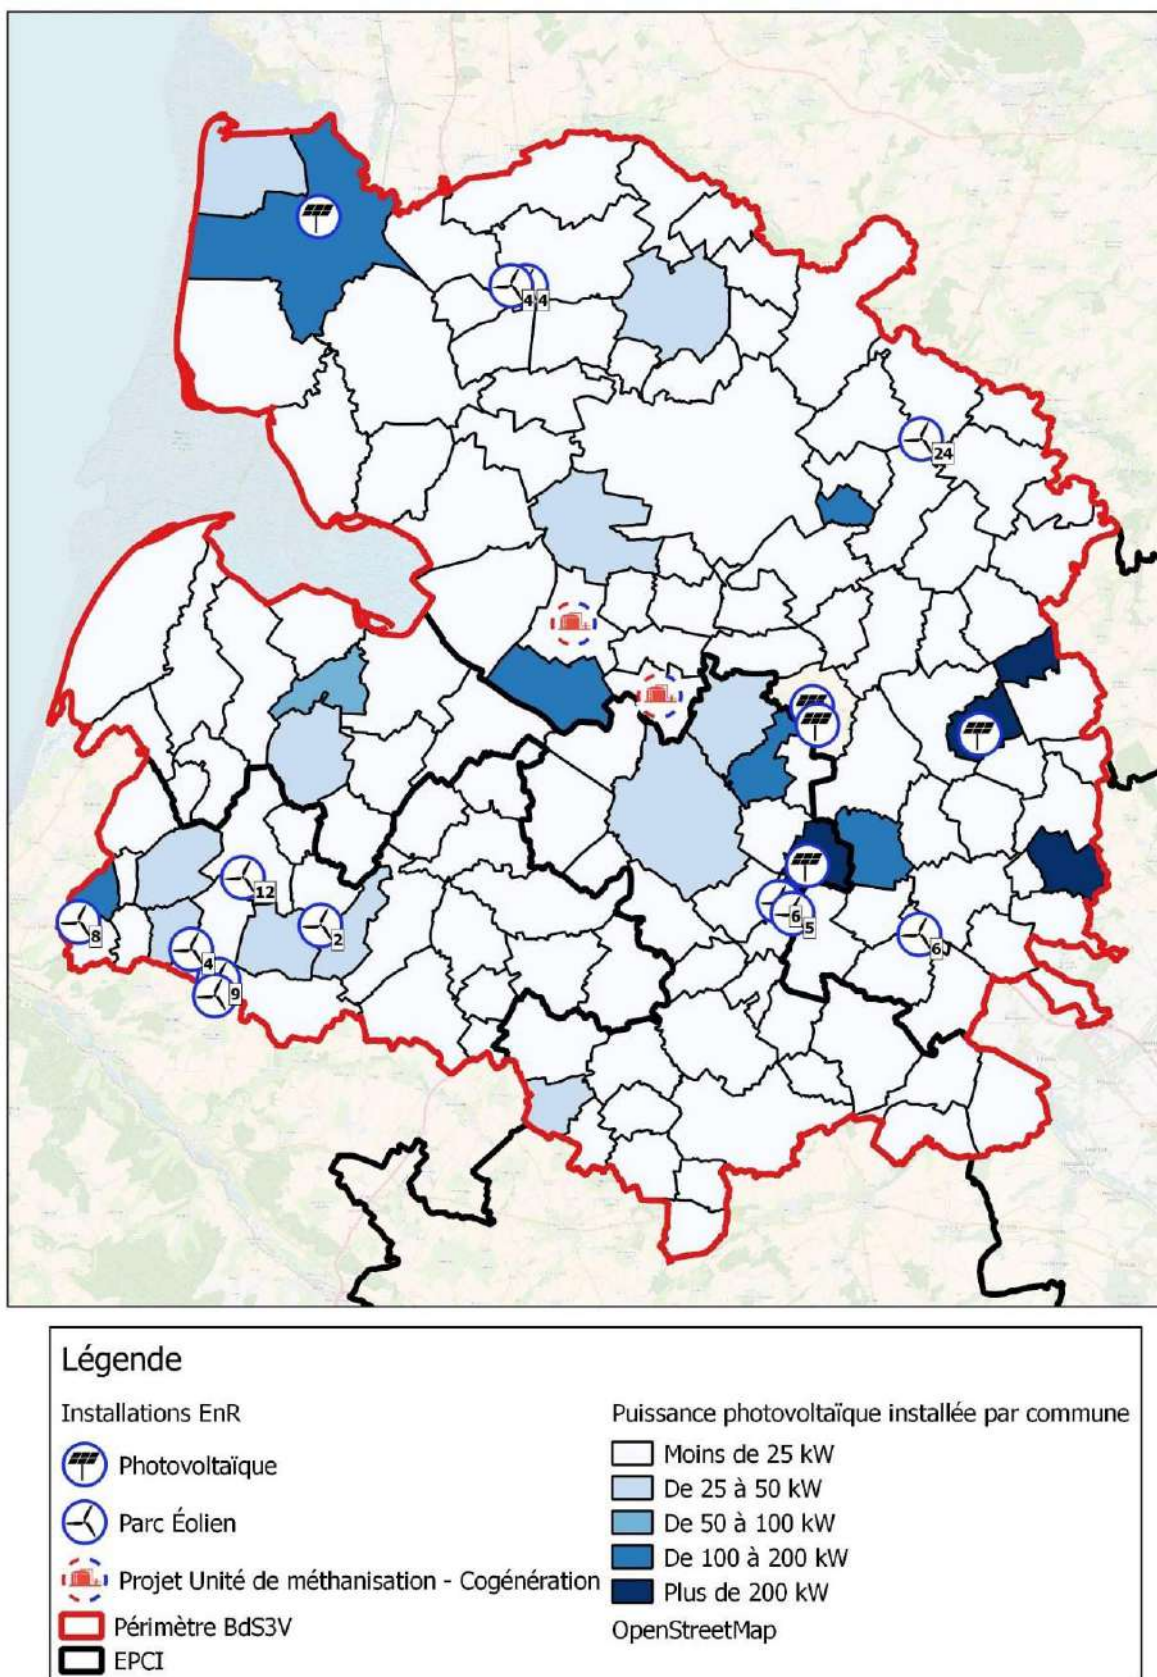 4 4
24
12
8
2
4
9
6
5
6
Légende
Installations EnR
Photovoltaïque
Parc Éolien
Projet Unité de méthanisation - Cogénération
Périmètre BdS3V
EPCI
Puissance photovoltaïque installée par commune
Moins de 25 kW
De 25 à 50 kW
De 50 à 100 kW
De 100 à 200 kW
Plus de 200 kW
OpenStreetMap